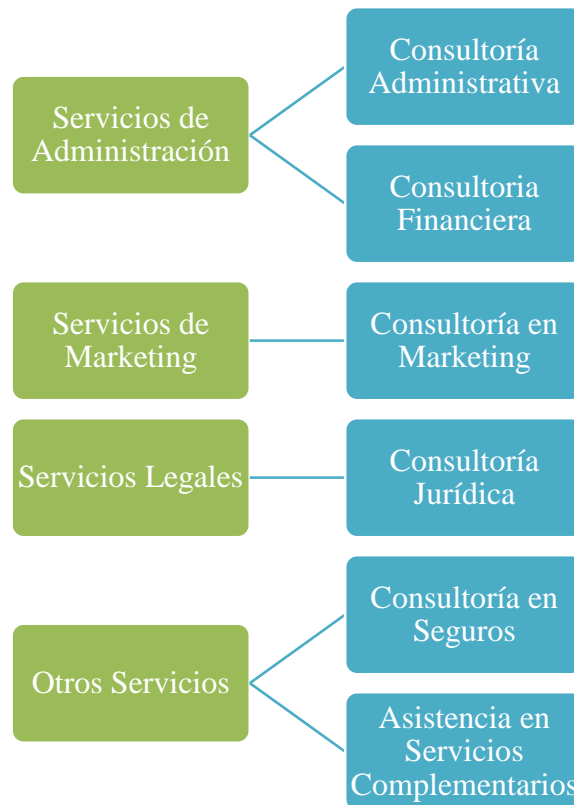 Servicios de
Administración
Consultoría
Administrativa
Consultoria
Financiera
Servicios de
Marketing
Consultoría en
Marketing
Servicios Legales
Consultoría
Jurídica
Otros Servicios
Consultoría en
Seguros
Asistencia en
Servicios
Complementarios